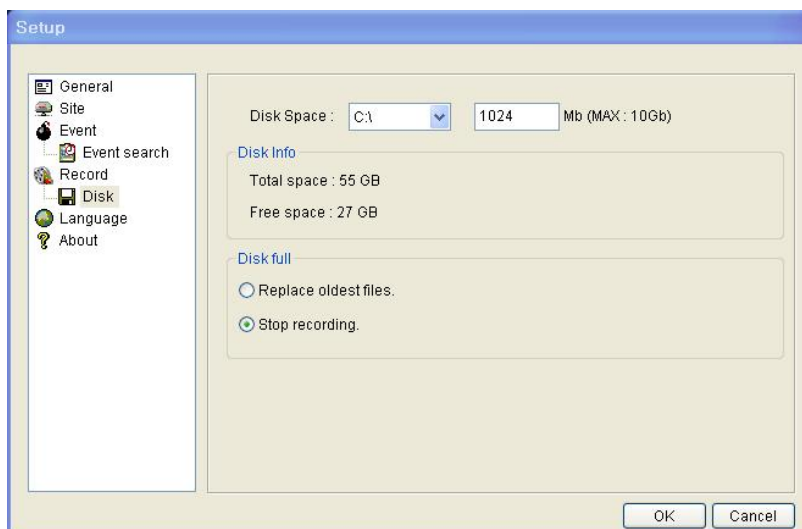 Setup
General
Site
Event
Event search
Record
Disk
Language
About
Disk Space : C:\ 1024 Mb (MAX : 10Gb)
Disk Info
Total space : 55 GB
Free space : 27 GB
Disk full
Replace oldest files.
Stop recording.
OK Cancel